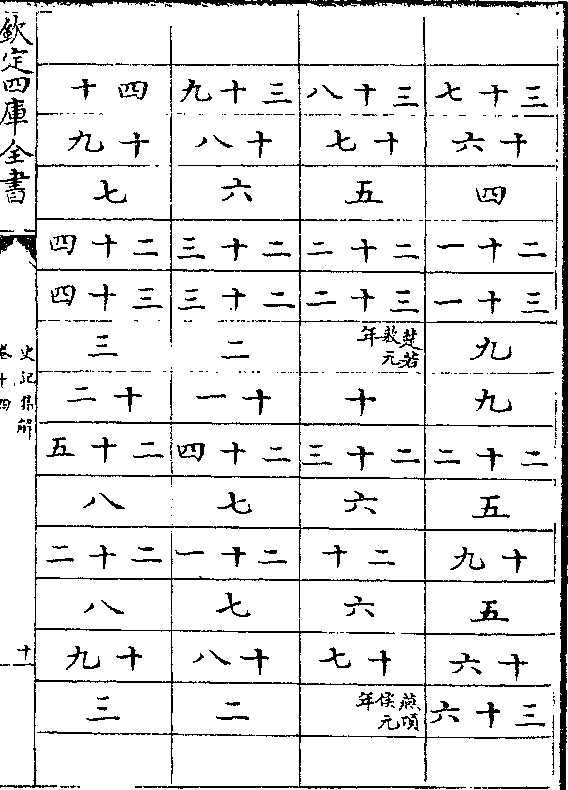 三十七
十六
四
二十一
三十一
九
九
二十二
五
十九
五
十六
三十六
三十八
十七
五
二十二
三十二
楚若
敖元
年
十
二十三
六
二十
六
十七
燕頃
侯元
年
三十九
十八
六
二十三
二十三
二
十一
二十四
七
二十一
七
十八
二
四十
十九
七
二十四
三十四
三
十二
二十五
八
二十二
八
十九
三
欽定四庫全書
史記集解
卷十四
十